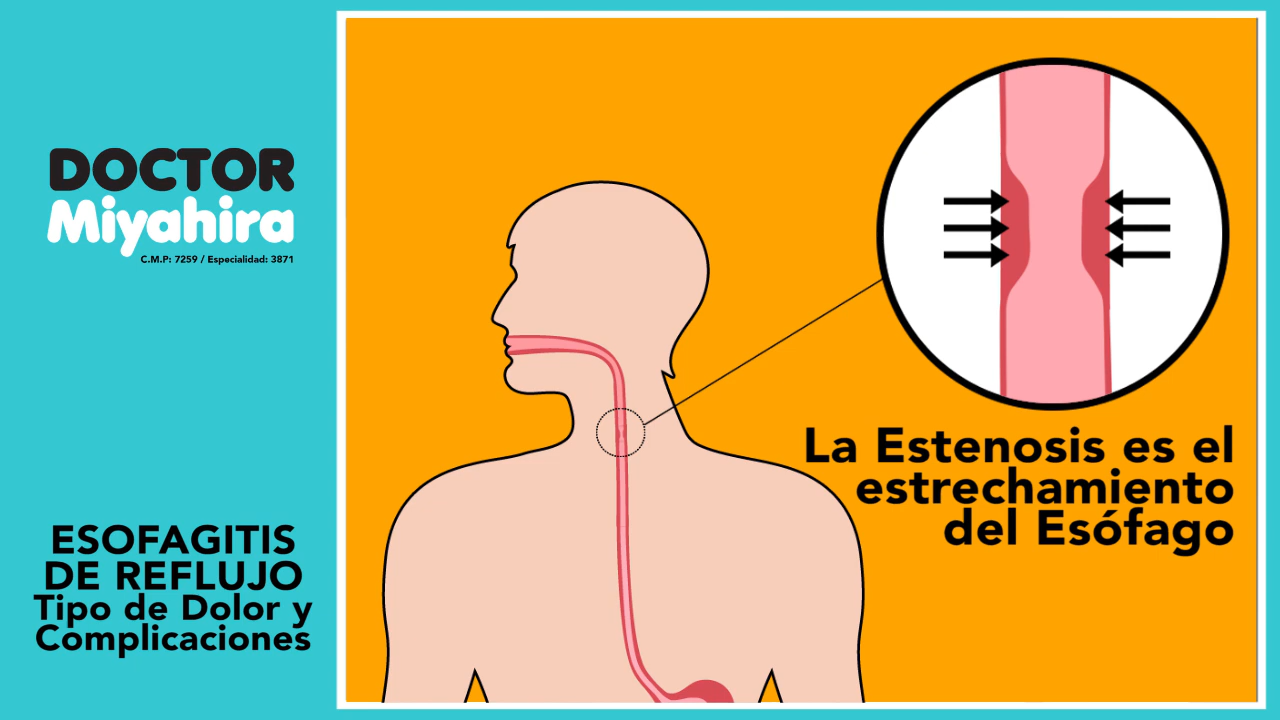 DOCTOR
Miyahira
C.M.P: 7259 / Especialidad: 3871
ESOFAGITIS
DE REFLUJO
Tipo de Dolor y
Complicaciones
La Estenosis es el
estrechamiento
del Esófago